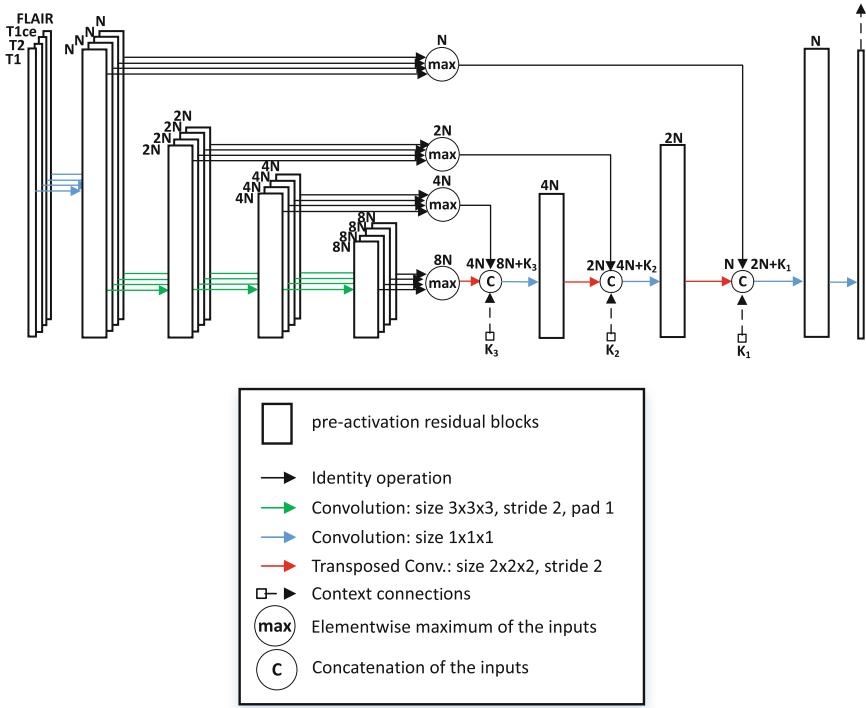 FLAIR
T1ce
T2
T1
N
N
N
N
N
max
N
2N
2N
2N
2N
2N
max
2N
4N
4N
4N
4N
4N
max
4N
8N
8N
8N
8N
8N
max
4N
8N+K3
C
2N
4N+K2
C
N
2N+K1
C
K3
K2
K1
pre-activation residual blocks
Identity operation
Convolution: size 3x3x3, stride 2, pad 1
Convolution: size 1x1x1
Transposed Conv.: size 2x2x2, stride 2
Context connections
max Elementwise maximum of the inputs
C Concatenation of the inputs